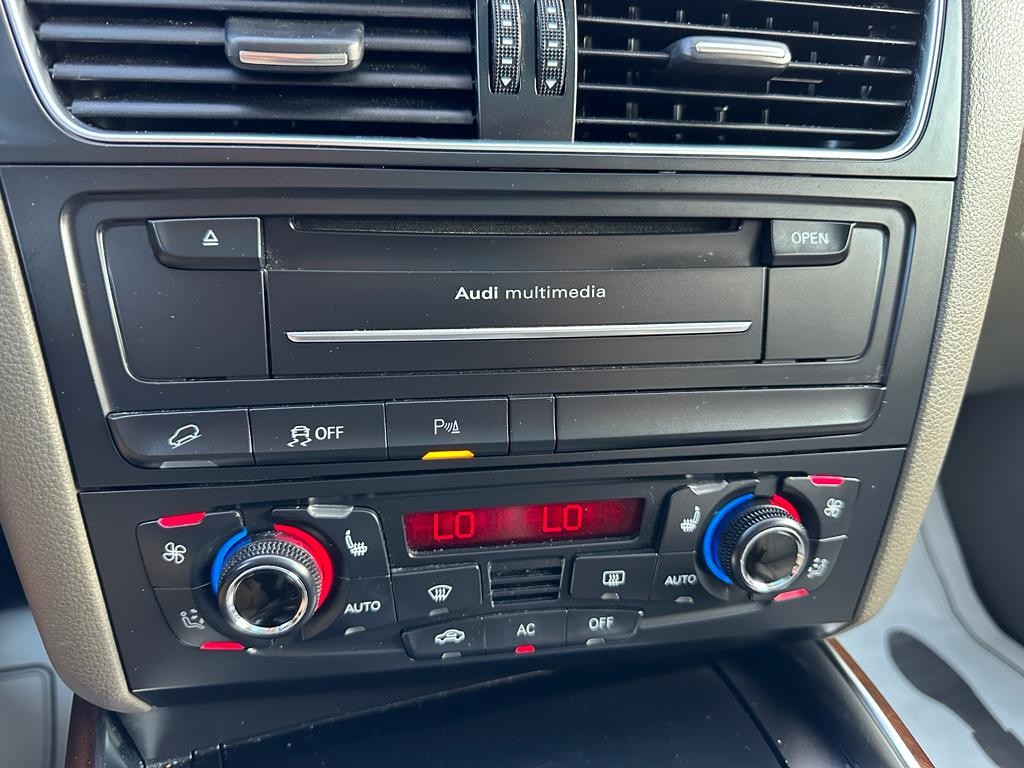 OPEN
Audi multimedia
OFF P
LO LO
AUTO AUTO
AC OFF